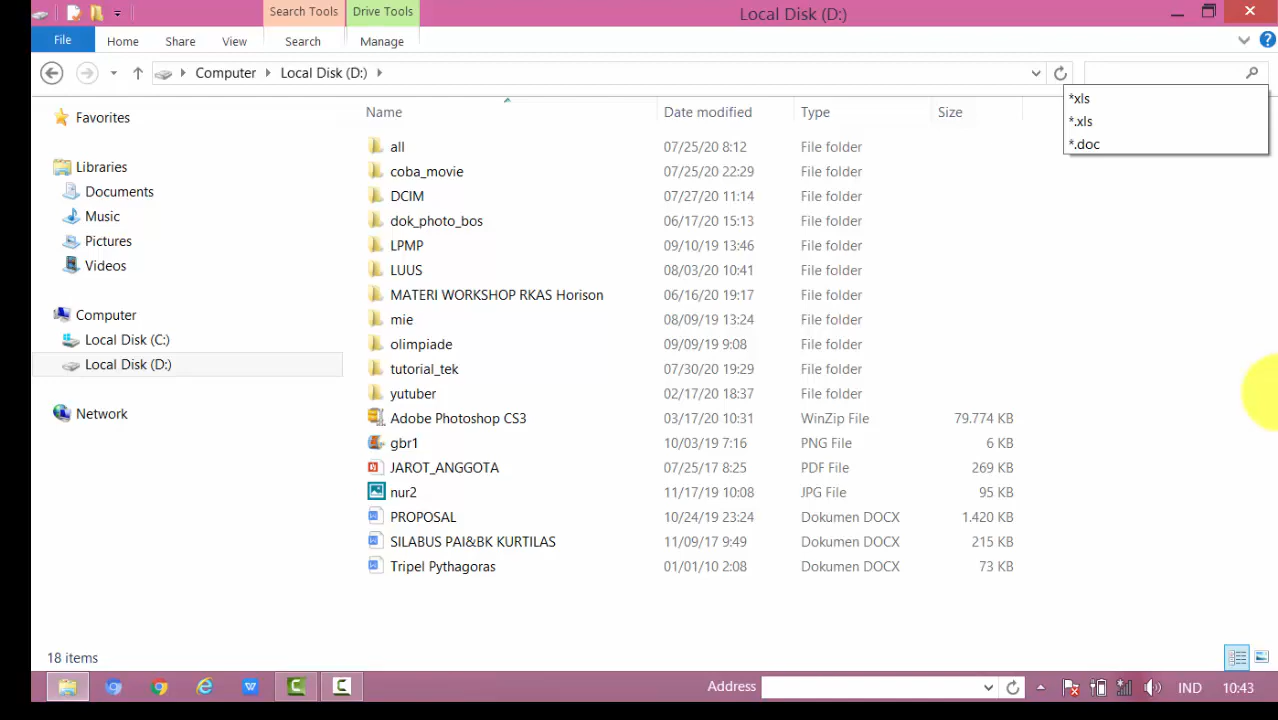 Search Tools Drive Tools Local Disk (D:)
File Home Share View Search Manage
Computer Local Disk (D:)
*xls
*.xls
*.doc
Favorites
Libraries
Documents
Music
Pictures
Videos
Computer
Local Disk (C:)
Local Disk (D:)
Network
Name Date modified Type Size
all 07/25/20 8:12 File folder
coba_movie 07/25/20 22:29 File folder
DCIM 07/27/20 11:14 File folder
dok_photo_bos 06/17/20 15:13 File folder
LPMP 09/10/19 13:46 File folder
LUUS 08/03/20 10:41 File folder
MATERI WORKSHOP RKAS Horison 06/16/20 19:17 File folder
mie 08/09/19 13:24 File folder
olimpiade 09/09/19 9:08 File folder
tutorial_tek 07/30/20 19:29 File folder
yutuber 02/17/20 18:37 File folder
Adobe Photoshop CS3 03/17/20 10:31 WinZip File 79.774 KB
gbr1 10/03/19 7:16 PNG File 6 KB
JAROT_ANGGOTA 07/25/17 8:25 PDF File 269 KB
nur2 11/17/19 10:08 JPG File 95 KB
PROPOSAL 10/24/19 23:24 Dokumen DOCX 1.420 KB
SILABUS PAI&BK KURTILAS 11/09/17 9:49 Dokumen DOCX 215 KB
Tripel Pythagoras 01/01/10 2:08 Dokumen DOCX 73 KB
18 items
Address IND 10:43